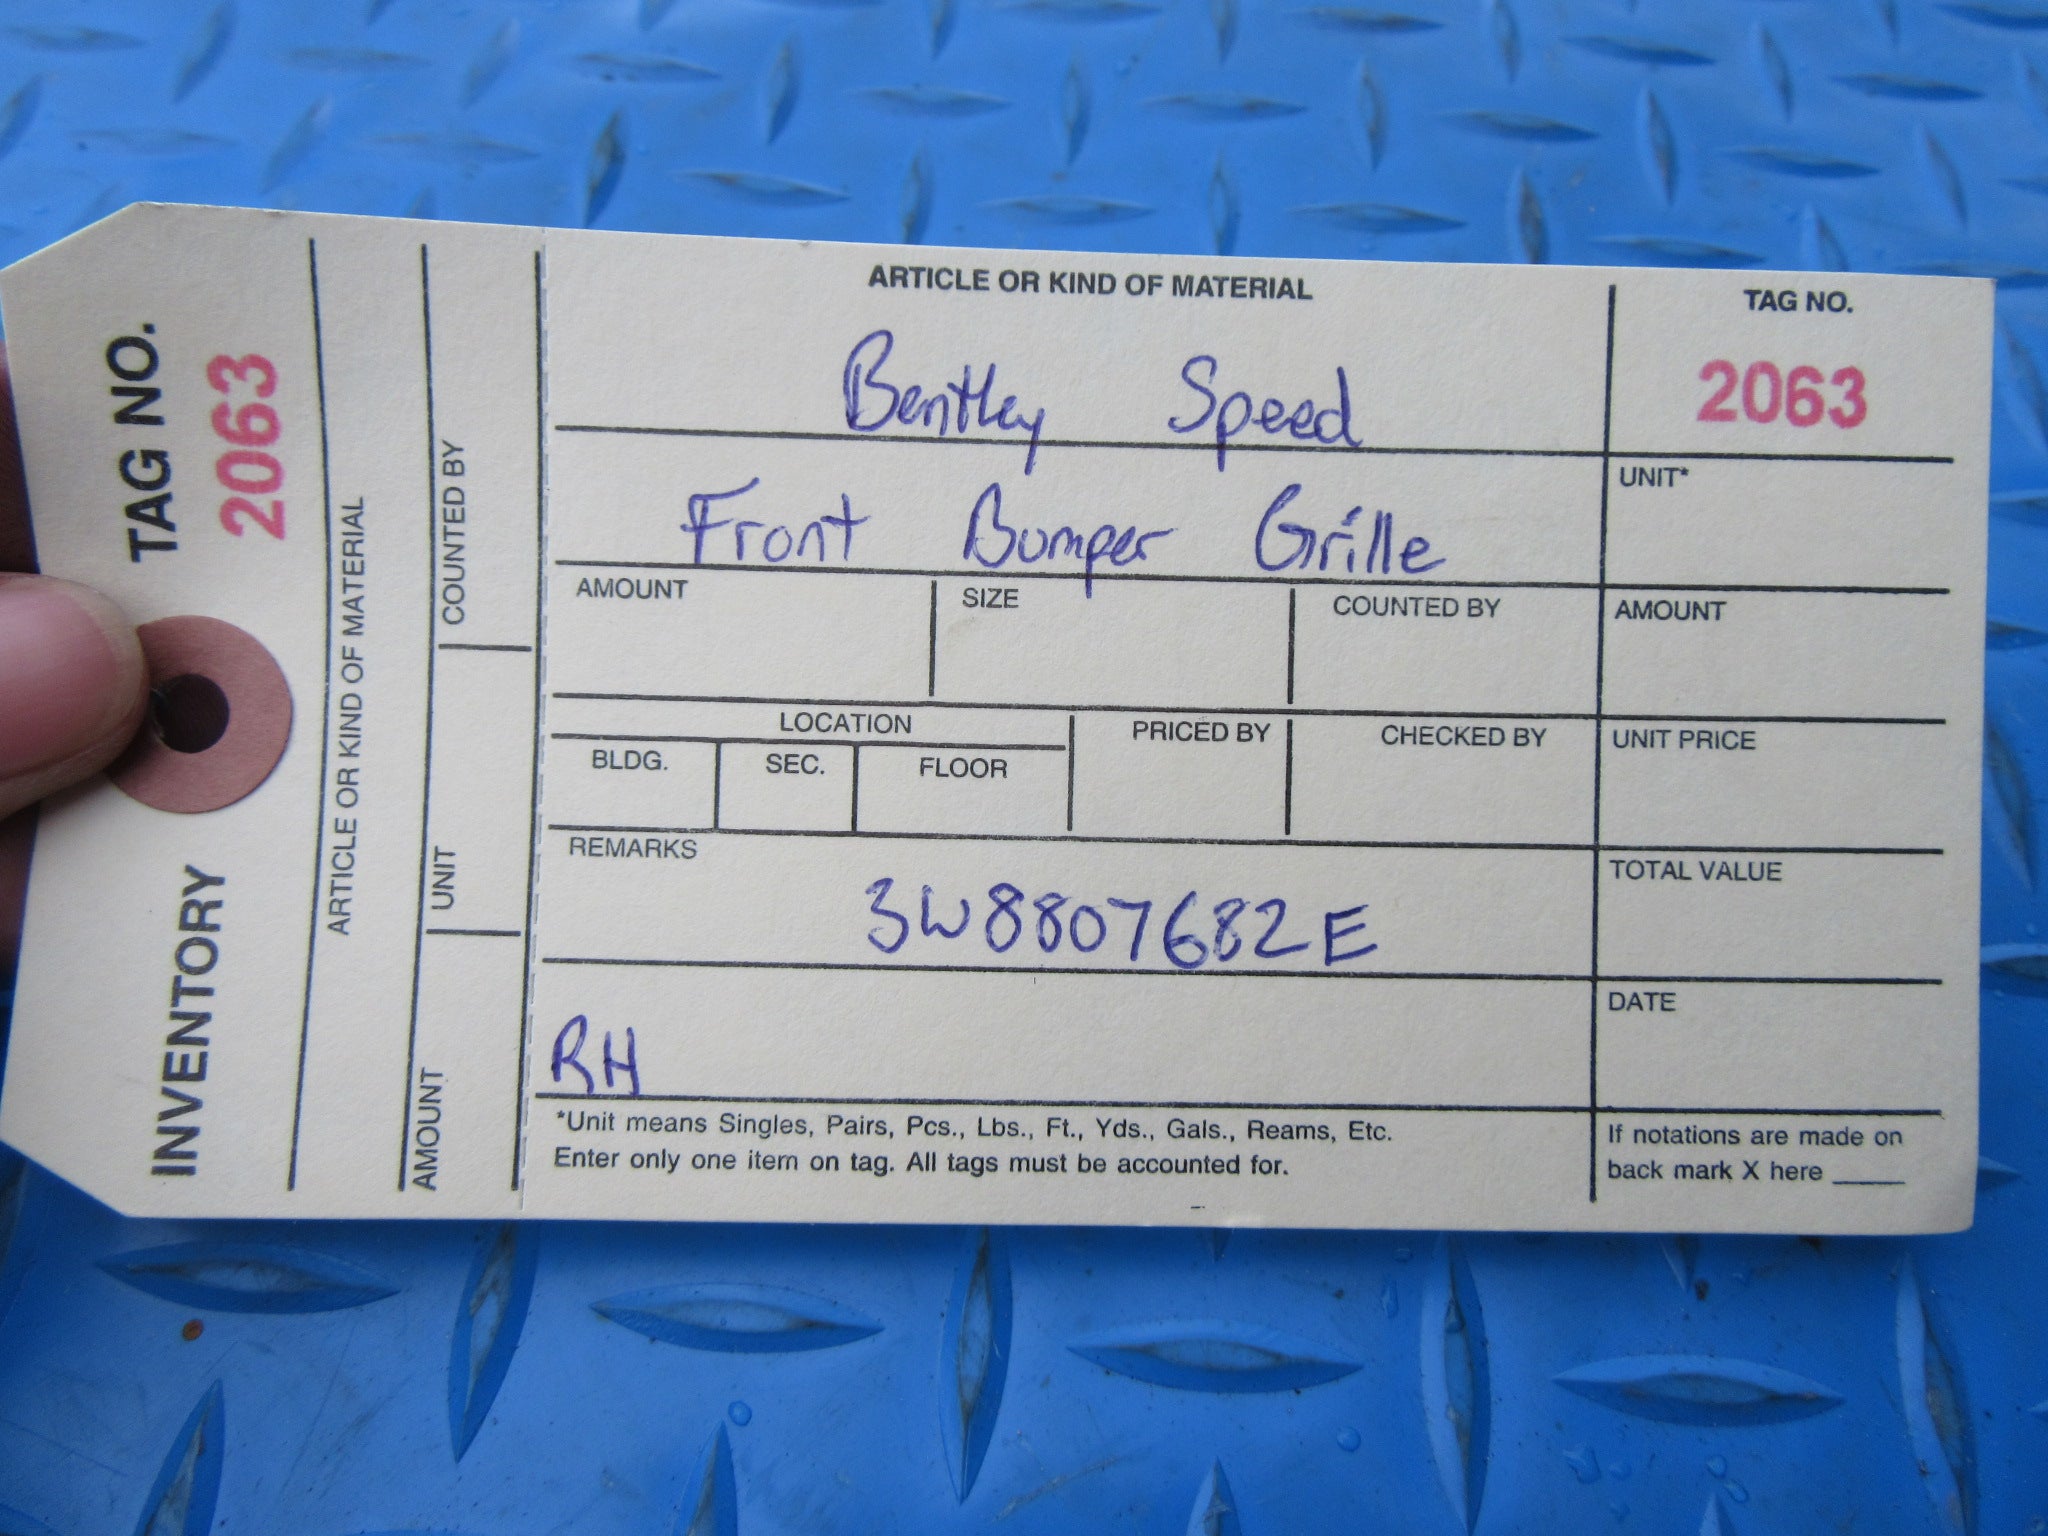 TAG NO.
2063
INVENTORY
ARTICLE OR KIND OF MATERIAL
COUNTED BY
UNIT
AMOUNT
ARTICLE OR KIND OF MATERIAL
Bentley Speed
Front Bumper Grille
TAG NO.
2063
UNIT*
AMOUNT SIZE COUNTED BY
AMOUNT
LOCATION
BLDG. SEC. FLOOR
PRICED BY
CHECKED BY
UNIT PRICE
REMARKS
3W8807682E
TOTAL VALUE
RH
DATE
*Unit means Singles, Pairs, Pcs., Lbs., Ft., Yds., Gals., Reams, Etc.
Enter only one item on tag. All tags must be accounted for.
If notations are made on
back mark X here _____